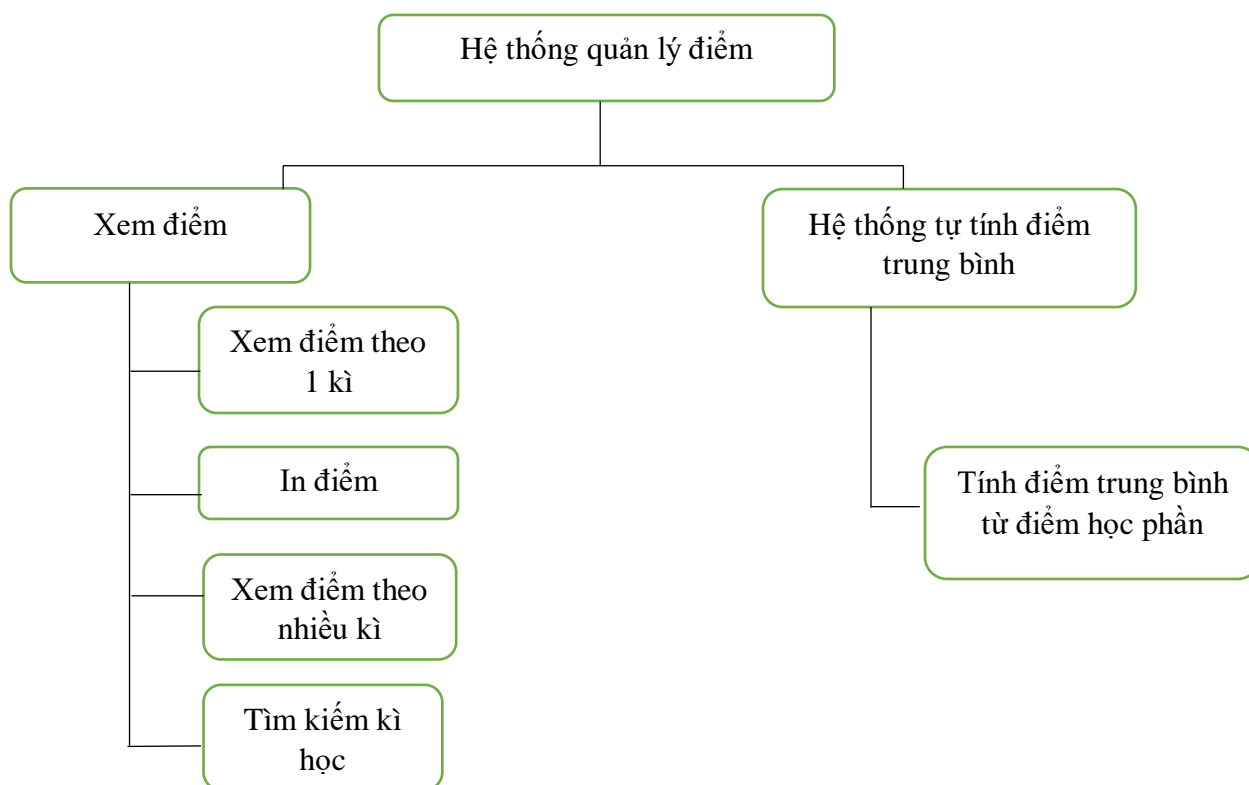 Hệ thống quản lý điểm
Xem điểm
Hệ thống tự tính điểm
trung bình
Xem điểm theo
1 kì
In điểm
Tính điểm trung bình
từ điểm học phần
Xem điểm theo
nhiều kì
Tìm kiếm kì
học